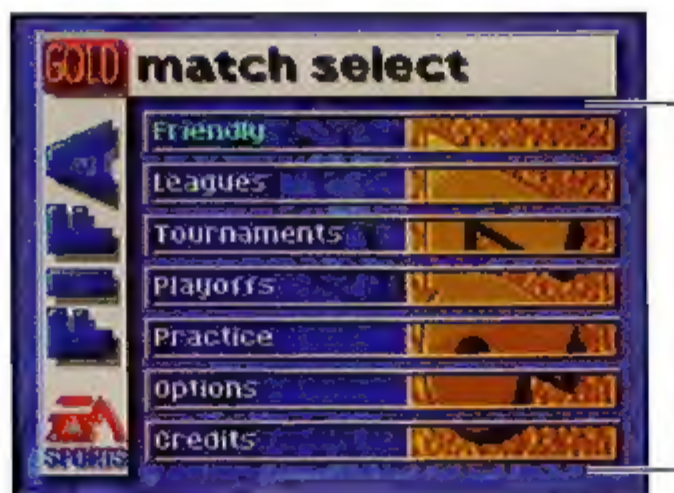 GOLD match select
FIFA
Friendly
Leagues
Tournaments
Playoffs
Practice
Options
Credits
EA
SPORTS